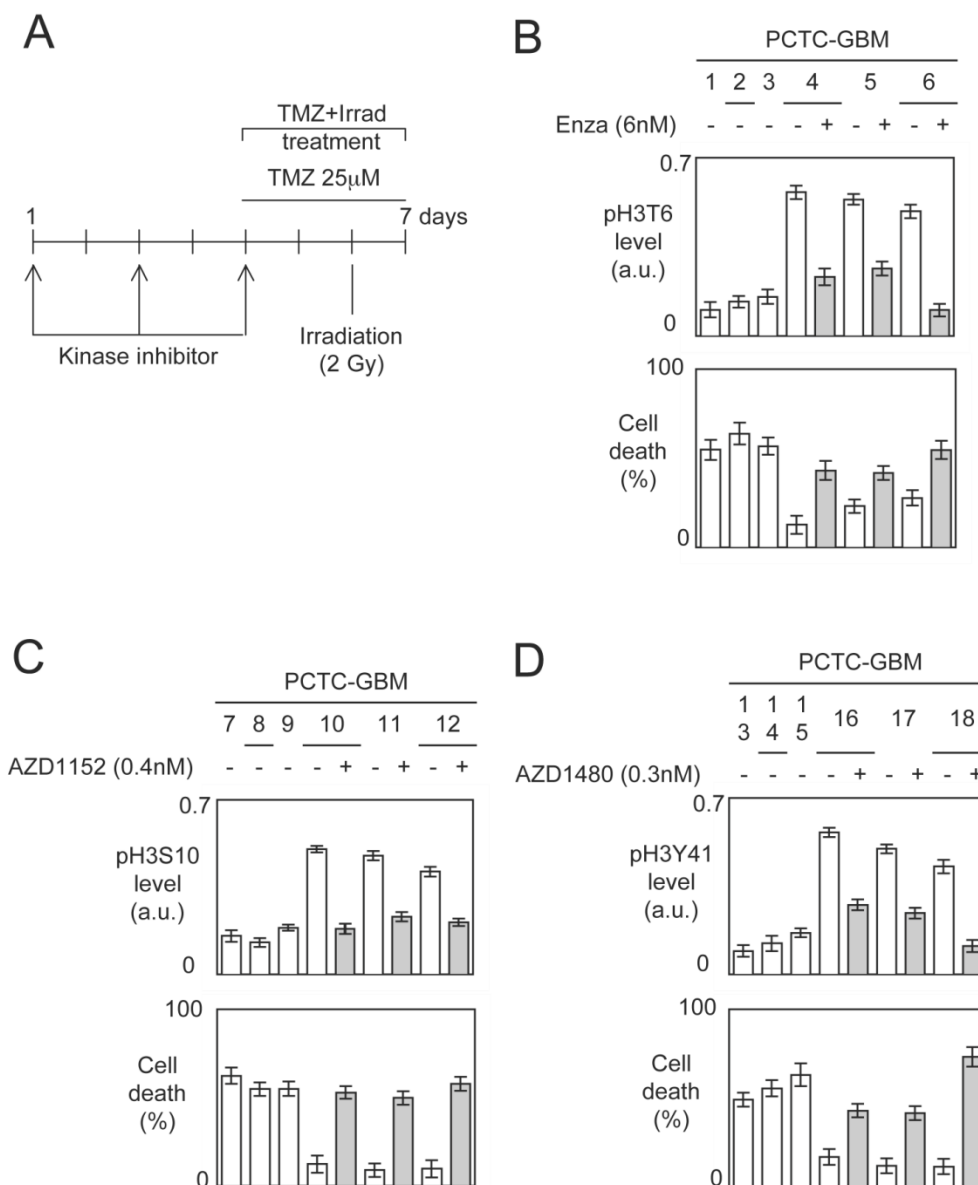 A
TMZ+Irrad
treatment
TMZ 25μM
1
7 days
Kinase inhibitor
Irradiation
(2 Gy)
B
PCTC-GBM
1 2 3 4 5 6
Enza (6nM) - - - - + - + - +
0.7
pH3T6
level
(a.u.)
0
100
Cell
death
(%)
0
C
PCTC-GBM
7 8 9 10 11 12
AZD1152 (0.4nM) - - - - + - + - +
0.7
pH3S10
level
(a.u.)
0
100
Cell
death
(%)
0
D
PCTC-GBM
13 14 15 16 17 18
AZD1480 (0.3nM) - - - - + - + - +
0.7
pH3Y41
level
(a.u.)
0
100
Cell
death
(%)
0